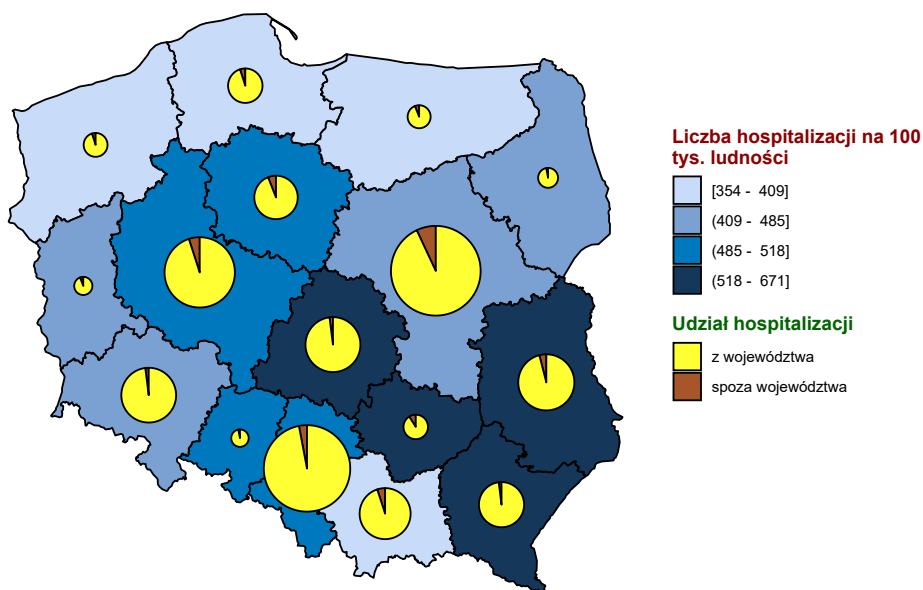 Liczba hospitalizacji na 100
tys. ludności
[354 - 409]
(409 - 485]
(485 - 518]
(518 - 671]
Udział hospitalizacji
z województwa
spoza województwa